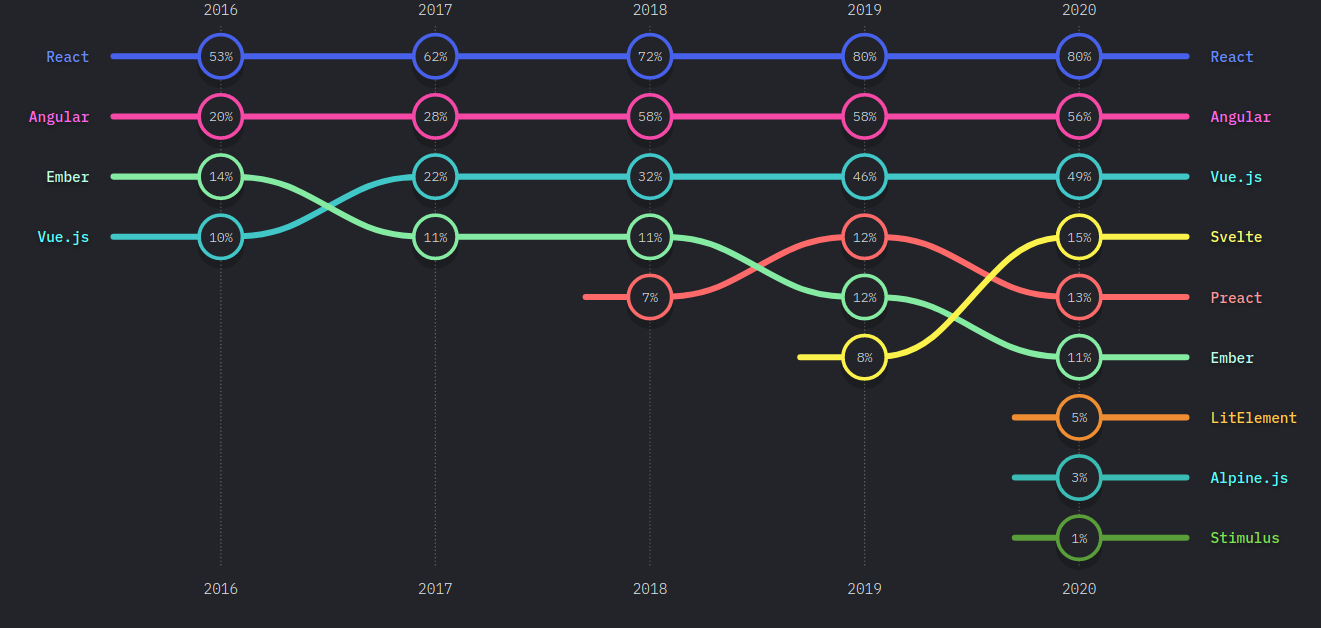 2016 2017 2018 2019 2020
React 53% 62% 72% 80% 80% React
Angular 20% 28% 58% 58% 56% Angular
Ember 14% 22% 32% 46% 49% Vue.js
Vue.js 10% 11% 11% 12% 15% Svelte
7% 12% 13% Preact
8% 11% Ember
5% LitElement
3% Alpine.js
1% Stimulus
2016 2017 2018 2019 2020